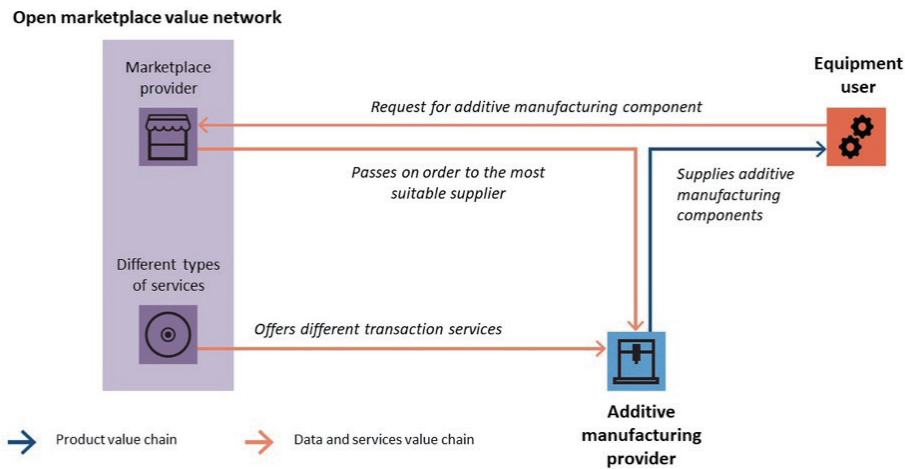 Open marketplace value network
Marketplace
provider
Equipment
user
Request for additive manufacturing component
Passes on order to the most
suitable supplier
Supplies additive
manufacturing
components
Different types
of services
Offers different transaction services
Additive
manufacturing
provider
Product value chain
Data and services value chain